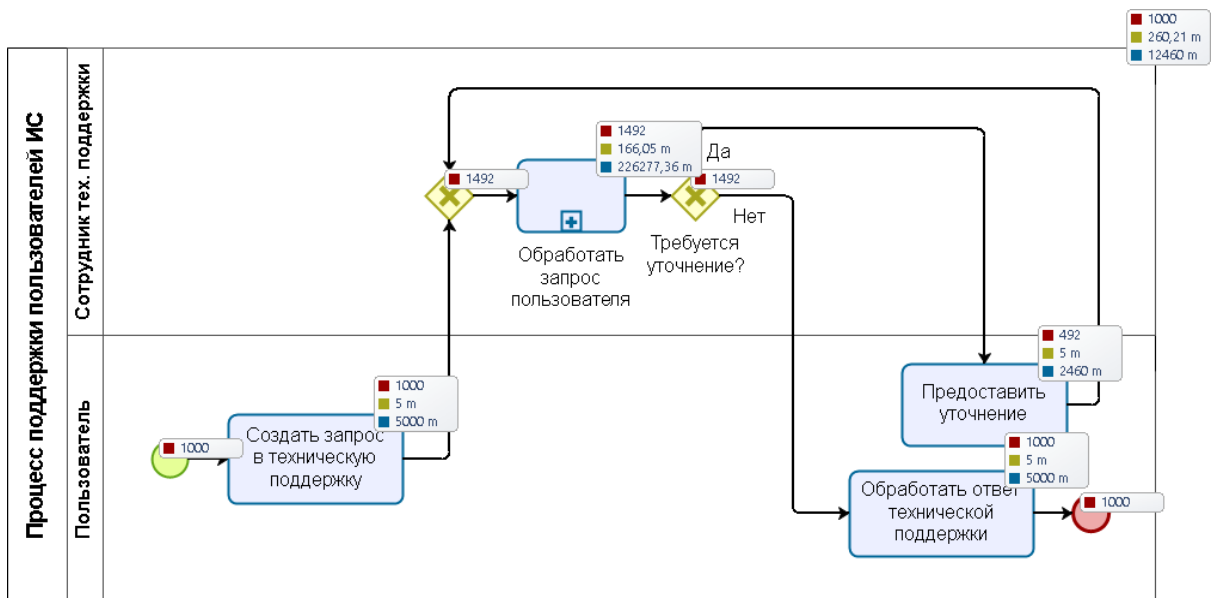 1000
260,21 m
12460 m
Процесс поддержки пользователей ИС
Сотрудник тех. поддержки
1492
1492
166,05 m
226277,36 m
Да
1492
Нет
Обработать
запрос
пользователя
Требуется
уточнение?
Пользователь
1000
1000
5 m
5000 m
Создать запрос
в техническую
поддержку
492
5 m
2460 m
Предоставить
уточнение
1000
5 m
5000 m
Обработать ответ
технической
поддержки
1000